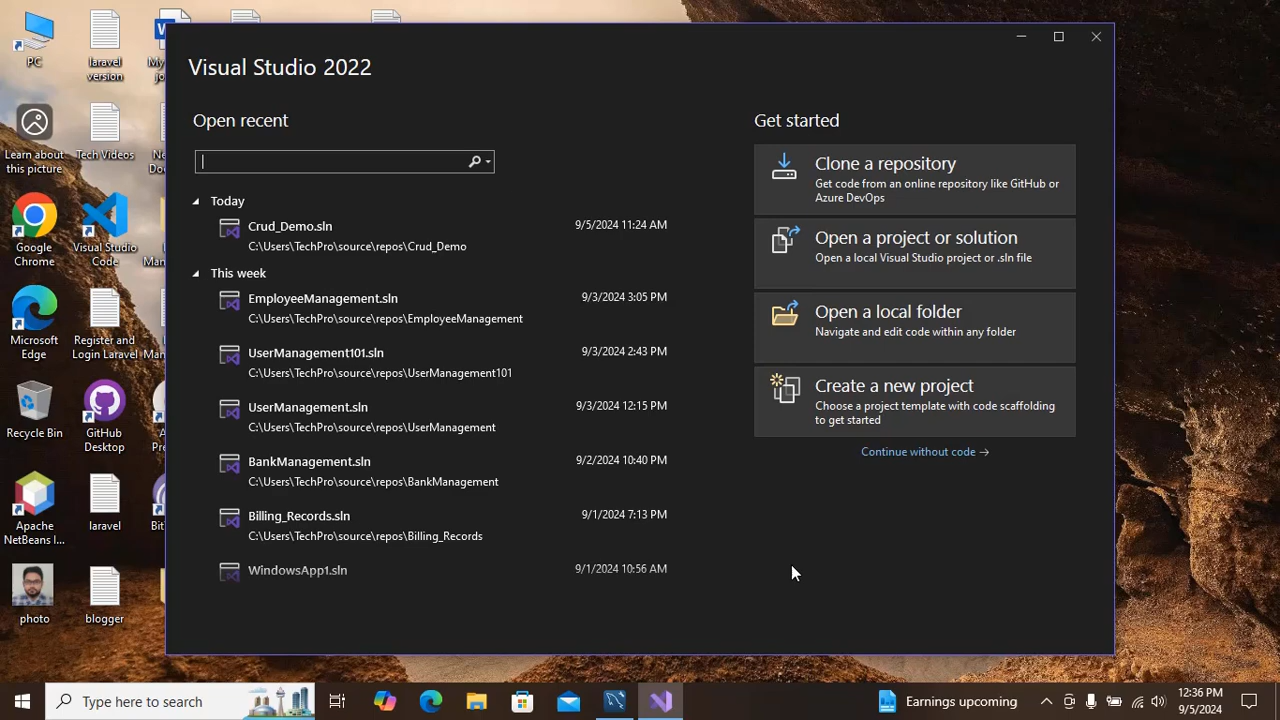 PC
laravel
version
My
jo
Learn about
this picture
Tech Videos
Ne
Doc
Google
Chrome
Visual Studio
Code
Man
Microsoft
Edge
Register and
Login Laravel
Man
Recycle Bin
GitHub
Desktop
A
Pre
Apache
NetBeans I...
laravel
Bit
photo
blogger
Visual Studio 2022
Open recent
Today
Crud_Demo.sln
9/5/2024 11:24 AM
C:\Users\TechPro\source\repos\Crud_Demo
This week
EmployeeManagement.sln
9/3/2024 3:05 PM
C:\Users\TechPro\source\repos\EmployeeManagement
UserManagement101.sln
9/3/2024 2:43 PM
C:\Users\TechPro\source\repos\UserManagement101
UserManagement.sln
9/3/2024 12:15 PM
C:\Users\TechPro\source\repos\UserManagement
BankManagement.sln
9/2/2024 10:40 PM
C:\Users\TechPro\source\repos\BankManagement
Billing_Records.sln
9/1/2024 7:13 PM
C:\Users\TechPro\source\repos\Billing_Records
WindowsApp1.sln
9/1/2024 10:56 AM
Get started
Clone a repository
Get code from an online repository like GitHub or
Azure DevOps
Open a project or solution
Open a local Visual Studio project or .sln file
Open a local folder
Navigate and edit code within any folder
Create a new project
Choose a project template with code scaffolding
to get started
Continue without code →
Type here to search
Earnings upcoming
12:36 PM
9/5/2024